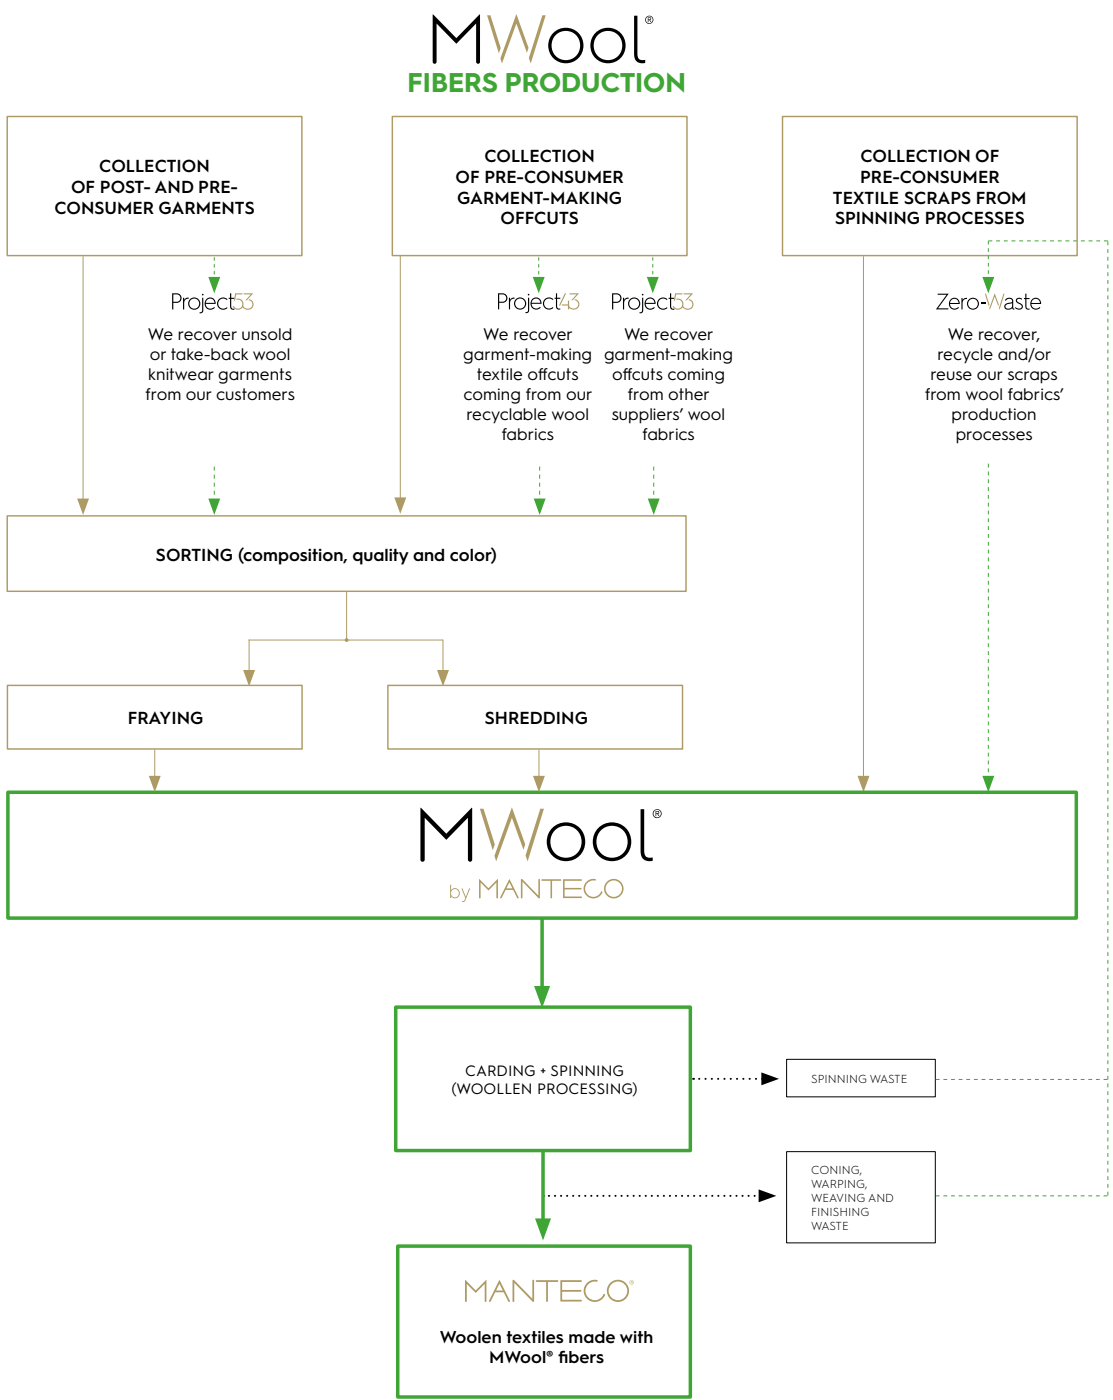 MWool®
FIBERS PRODUCTION
COLLECTION
OF POST- AND PRE-
CONSUMER GARMENTS
COLLECTION
OF PRE-CONSUMER
GARMENT-MAKING
OFFCUTS
COLLECTION OF
PRE-CONSUMER
TEXTILE SCRAPS FROM
SPINNING PROCESSES
Project53
We recover unsold
or take-back wool
knitwear garments
from our customers
Project43
We recover
garment-making
textile offcuts
coming from our
recyclable wool
fabrics
Project53
We recover
garment-making
offcuts coming
from other
suppliers’ wool
fabrics
Zero-Waste
We recover,
recycle and/or
reuse our scraps
from wool fabrics’
production
processes
SORTING (composition, quality and color)
FRAYING
SHREDDING
MWool®
by MANTECO
CARDING + SPINNING
(WOOLLEN PROCESSING)
SPINNING WASTE
CONING,
WARPING,
WEAVING AND
FINISHING
WASTE
MANTECO®
Woolen textiles made with
MWool® fibers